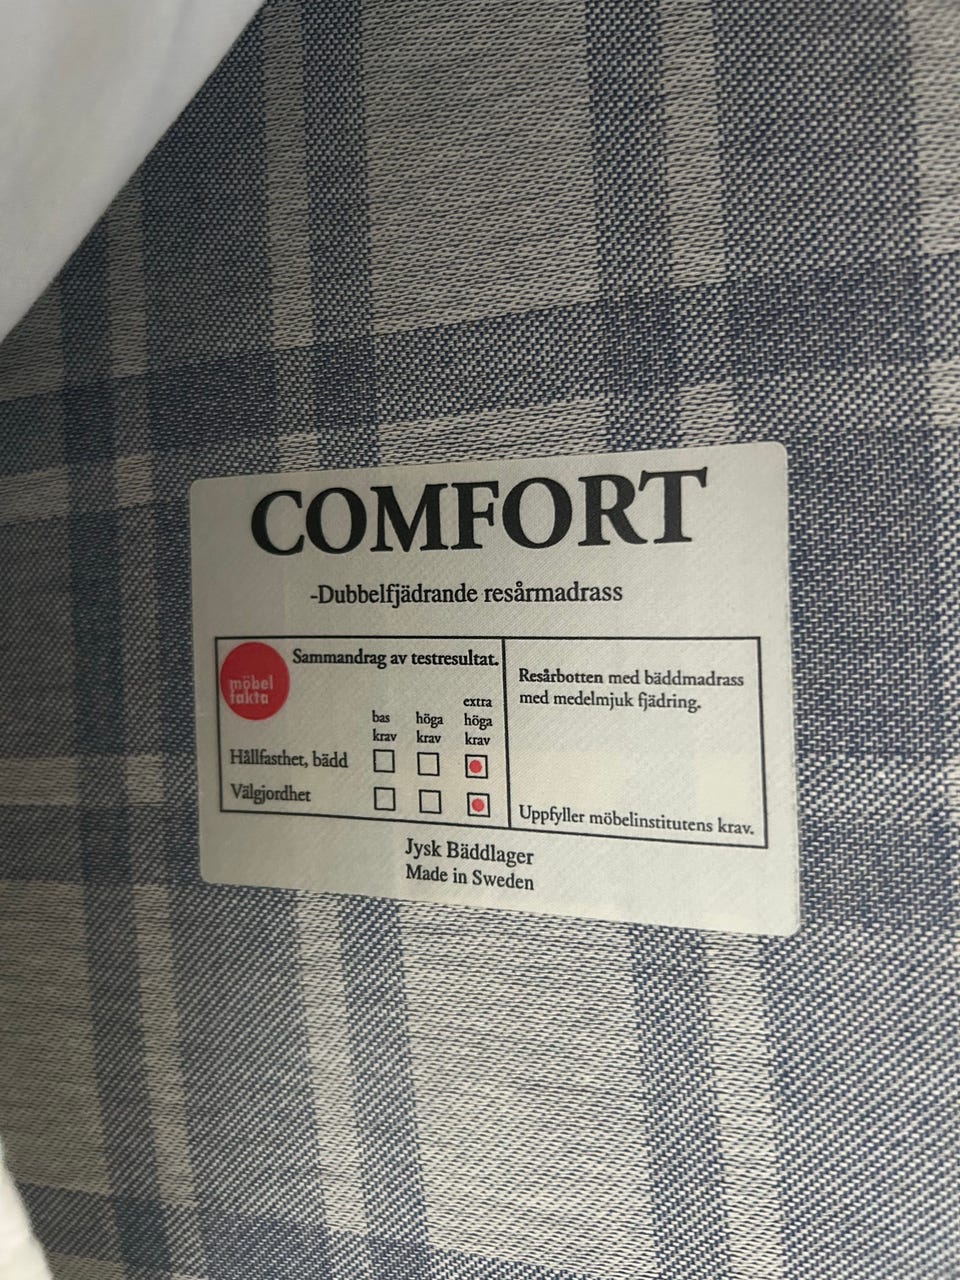 COMFORT
-Dubbelfjädrande resårmadrass
möbel
fakta
Sammandrag av testresultat.
bas
krav
höga
krav
extra
höga
krav
Hållfasthet, bädd
Välgjordhet
Resårbotten med bäddmadrass
med medelmjuk fjädring.
Uppfyller möbelinstitutens krav.
Jysk Bäddlager
Made in Sweden